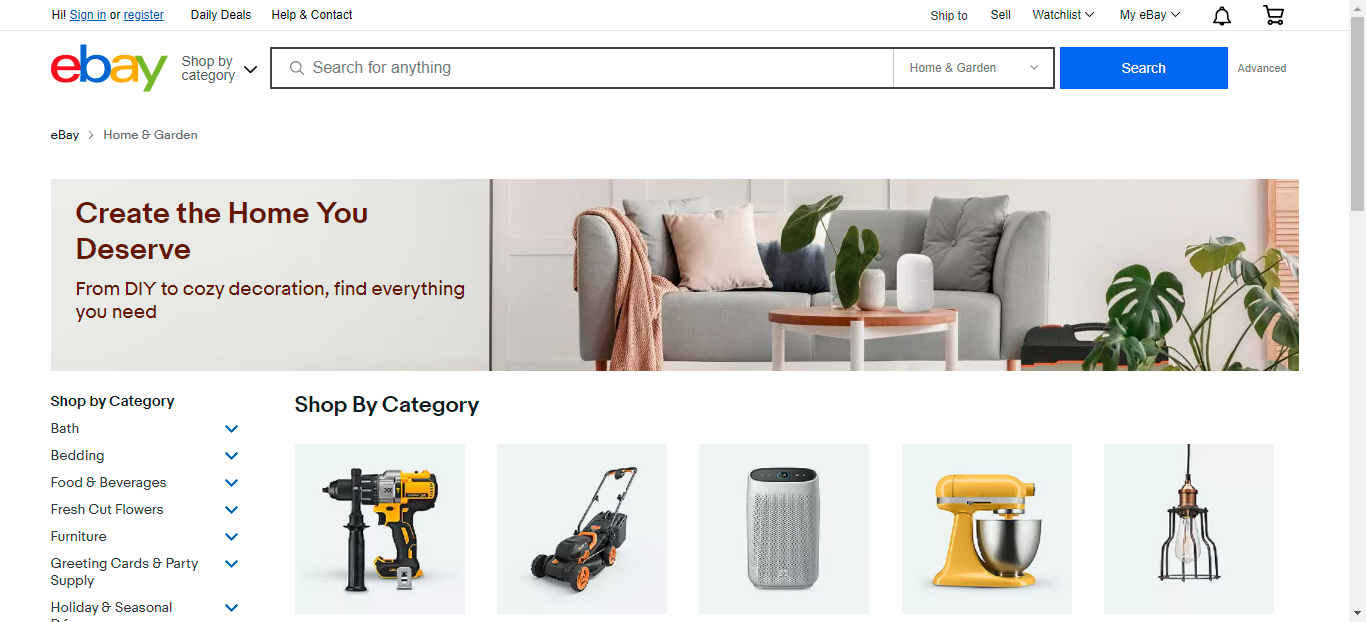 Hi! Sign in or register Daily Deals Help & Contact Ship to Sell Watchlist My eBay
ebay Shop by category Search for anything Home & Garden Search Advanced
eBay Home & Garden
Create the Home You
Deserve
From DIY to cozy decoration, find everything
you need
Shop by Category
Bath
Bedding
Food & Beverages
Fresh Cut Flowers
Furniture
Greeting Cards & Party
Supply
Holiday & Seasonal
Shop By Category